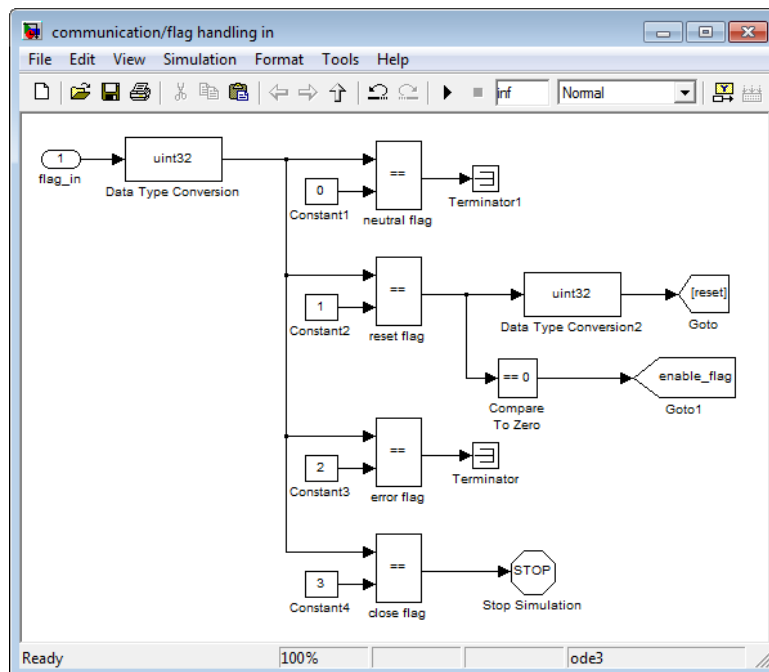 communication/flag handling in
File Edit View Simulation Format Tools Help
inf Normal
1
flag_in
uint32
Data Type Conversion
0
Constant1
==
neutral flag
Terminator1
1
Constant2
==
reset flag
uint32
Data Type Conversion2
[reset]
Goto
== 0
Compare
To Zero
enable_flag
Goto1
2
Constant3
==
error flag
Terminator
3
Constant4
==
close flag
STOP
Stop Simulation
Ready 100% ode3